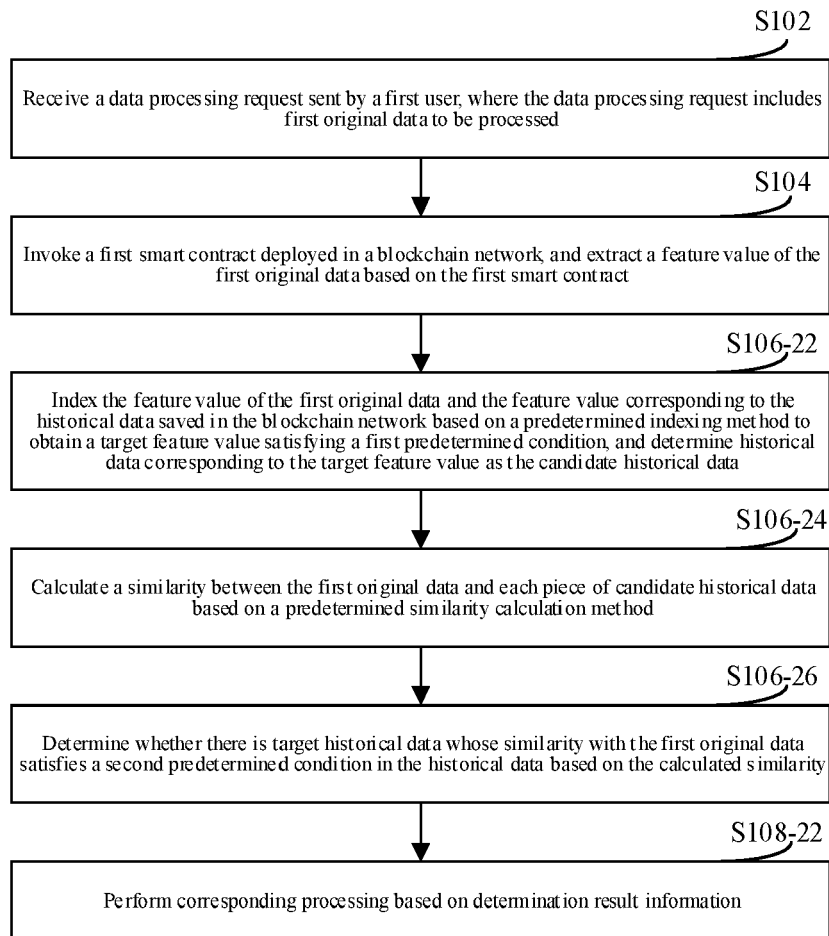 S102
Receive a data processing request sent by a first user, where the data processing request includes
first original data to be processed
S104
Invoke a first smart contract deployed in a blockchain network, and extract a feature value of the
first original data based on the first smart contract
S106-22
Index the feature value of the first original data and the feature value corresponding to the
historical data saved in the blockchain network based on a predetermined indexing method to
obtain a target feature value satisfying a first predetermined condition, and determine historical
data corresponding to the target feature value as the candidate historical data
S106-24
Calculate a similarity between the first original data and each piece of candidate historical data
based on a predetermined similarity calculation method
S106-26
Determine whether there is target historical data whose similarity with the first original data
satisfies a second predetermined condition in the historical data based on the calculated similarity
S108-22
Perform corresponding processing based on determination result information